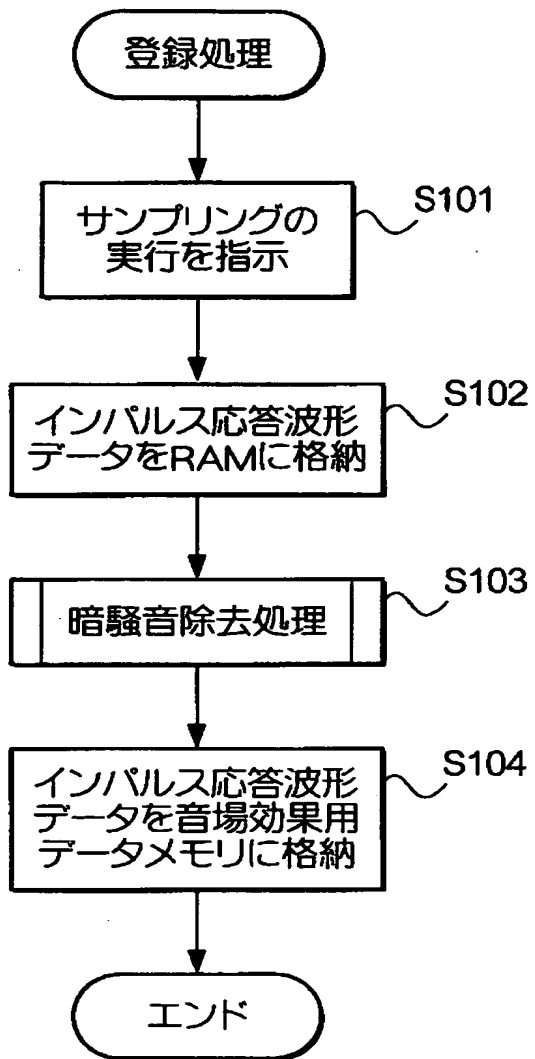 登録処理
サンプリングの
実行を指示
S101
インパルス応答波形
データをRAMに格納
S102
暗騒音除去処理
S103
インパルス応答波形
データを音場効果用
データメモリに格納
S104
エンド